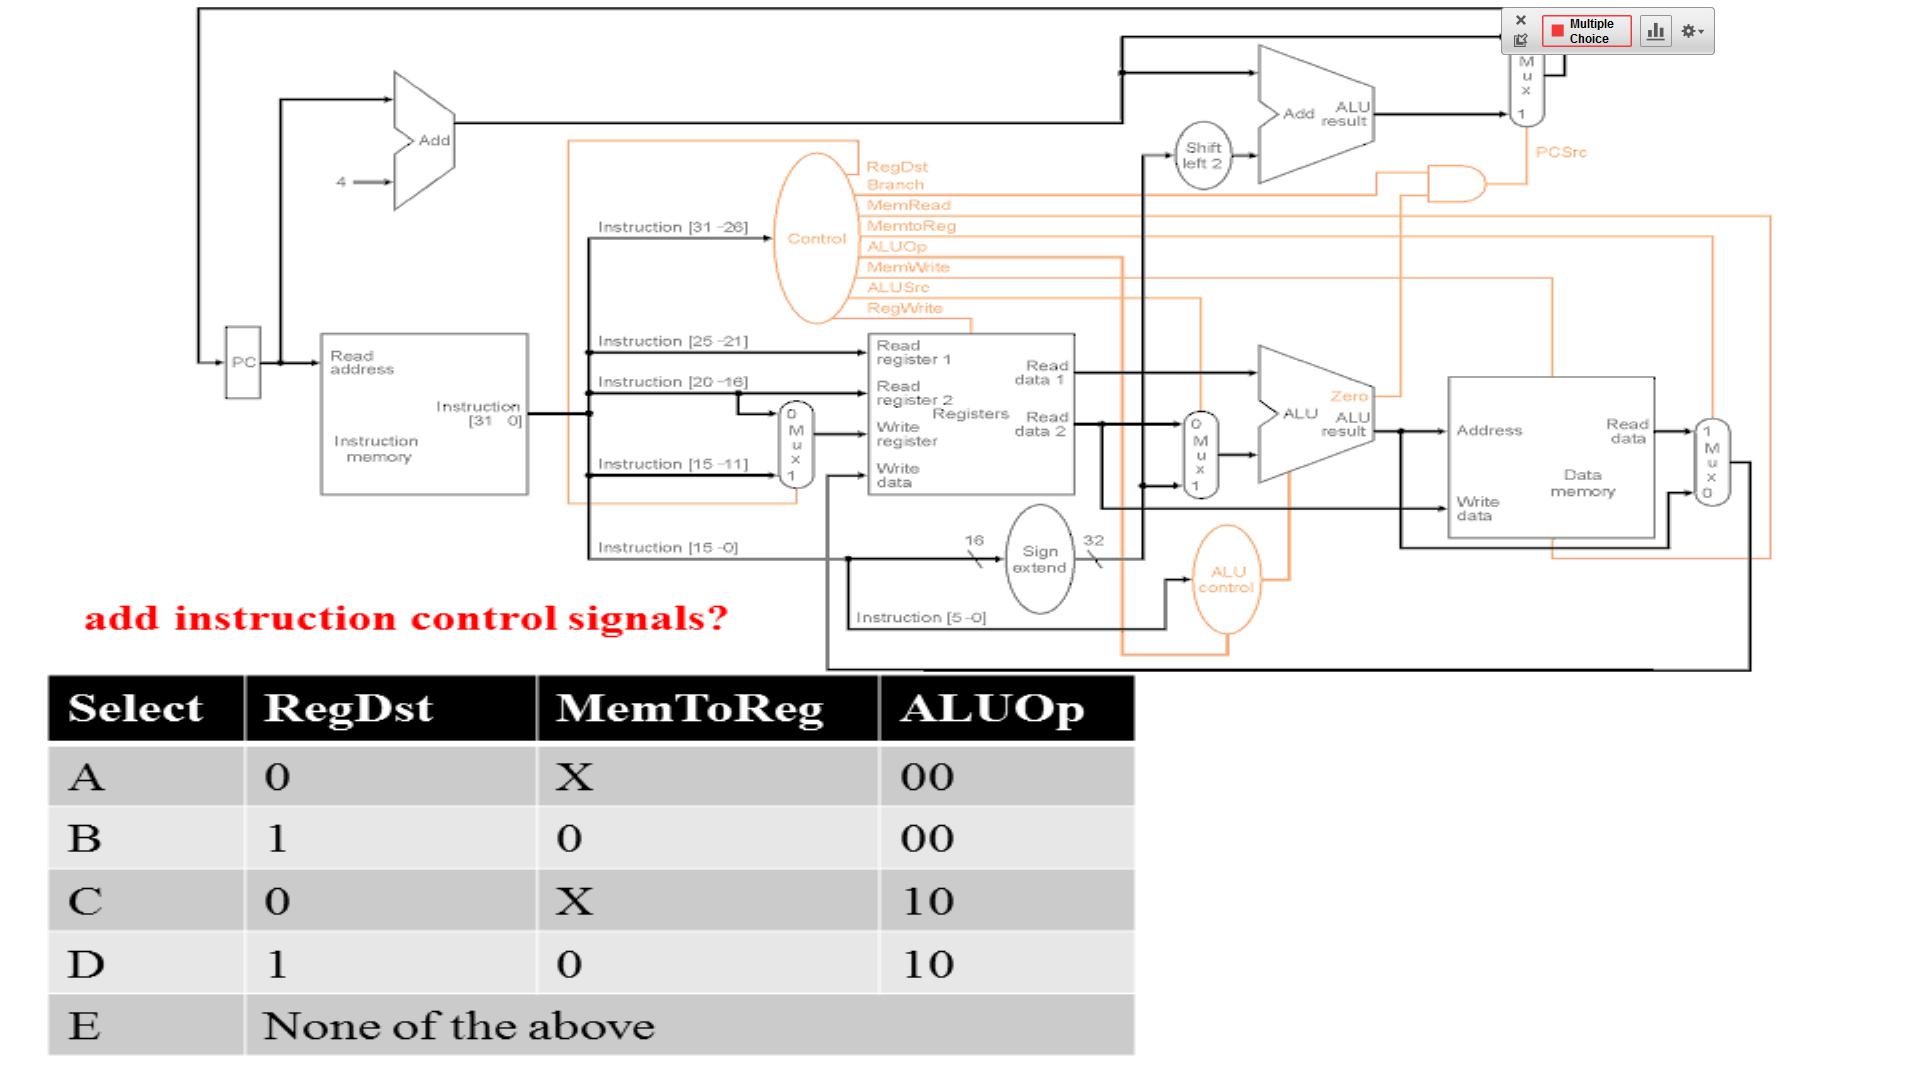 Multiple
Choice
M
u
x
1
Add
4
Add
ALU
result
Shift
left 2
PCSrc
RegDst
Branch
MemRead
MemtoReg
ALUOp
MemWrite
ALUSrc
RegWrite
Control
Instruction [31-26]
Instruction [25-21]
Instruction [20-16]
Instruction [15-11]
Instruction [15-0]
Instruction [5-0]
PC
Read
address
Instruction
[31 0]
Instruction
memory
0
M
u
x
1
Read
register 1
Read
register 2
Write
register
Write
data
Registers
Read
data 1
Read
data 2
0
M
u
x
1
Zero
ALU
ALU
result
Address
Write
data
Read
data
Data
memory
1
M
u
x
0
16
Sign
extend
32
ALU
control
add instruction control signals?
Select RegDst MemToReg ALUOp
A 0 X 00
B 1 0 00
C 0 X 10
D 1 0 10
E None of the above